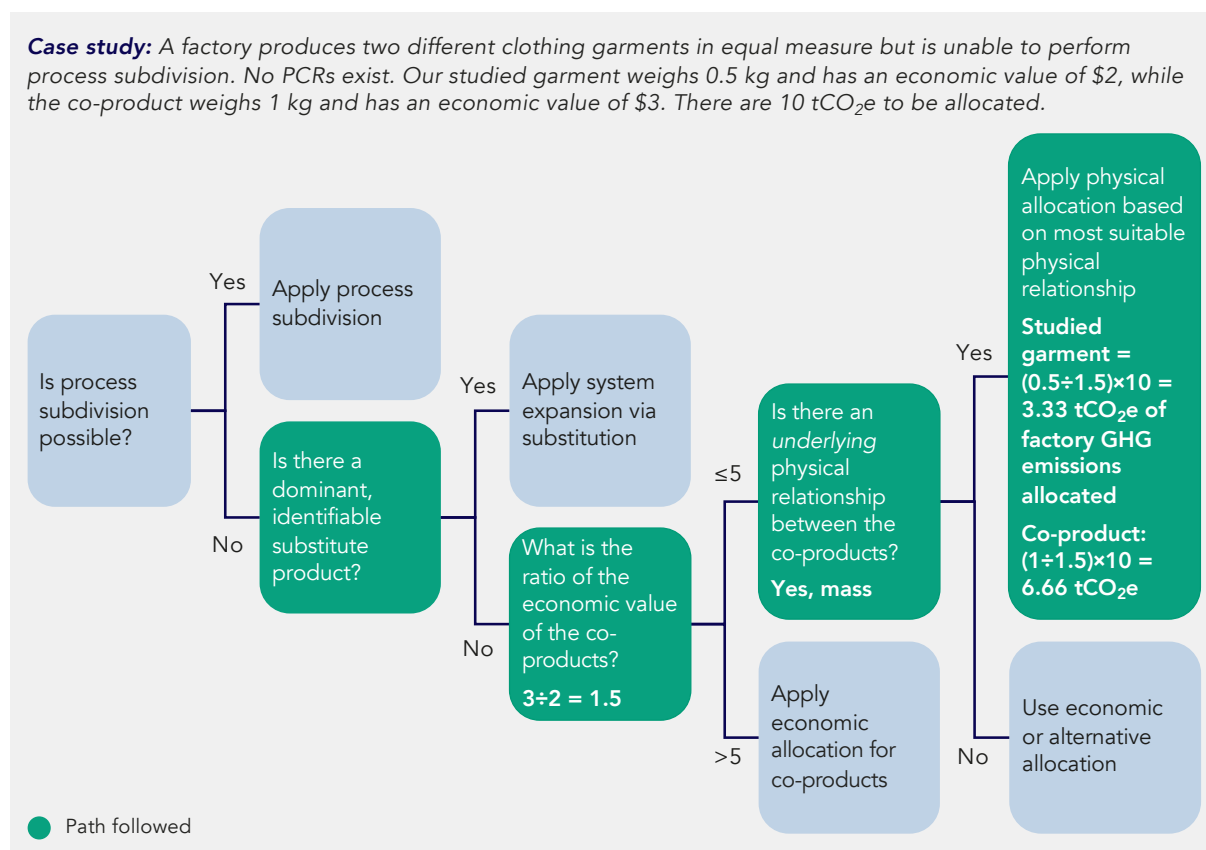 Case study: A factory produces two different clothing garments in equal measure but is unable to perform
process subdivision. No PCRs exist. Our studied garment weighs 0.5 kg and has an economic value of $2, while
the co-product weighs 1 kg and has an economic value of $3. There are 10 tCO₂e to be allocated.
Is process
subdivision
possible?
Yes
Apply process
subdivision
No
Is there a
dominant,
identifiable
substitute
product?
Yes
Apply system
expansion via
substitution
No
What is the
ratio of the
economic value
of the co-
products?
3÷2 = 1.5
≤5
Is there an
underlying
physical
relationship
between the
co-products?
Yes, mass
>5
Apply
economic
allocation for
co-products
Yes
Apply physical
allocation based
on most suitable
physical
relationship
Studied
garment =
(0.5÷1.5)×10 =
3.33 tCO₂e of
factory GHG
emissions
allocated
Co-product:
(1÷1.5)×10 =
6.66 tCO₂e
No
Use economic
or alternative
allocation
Path followed